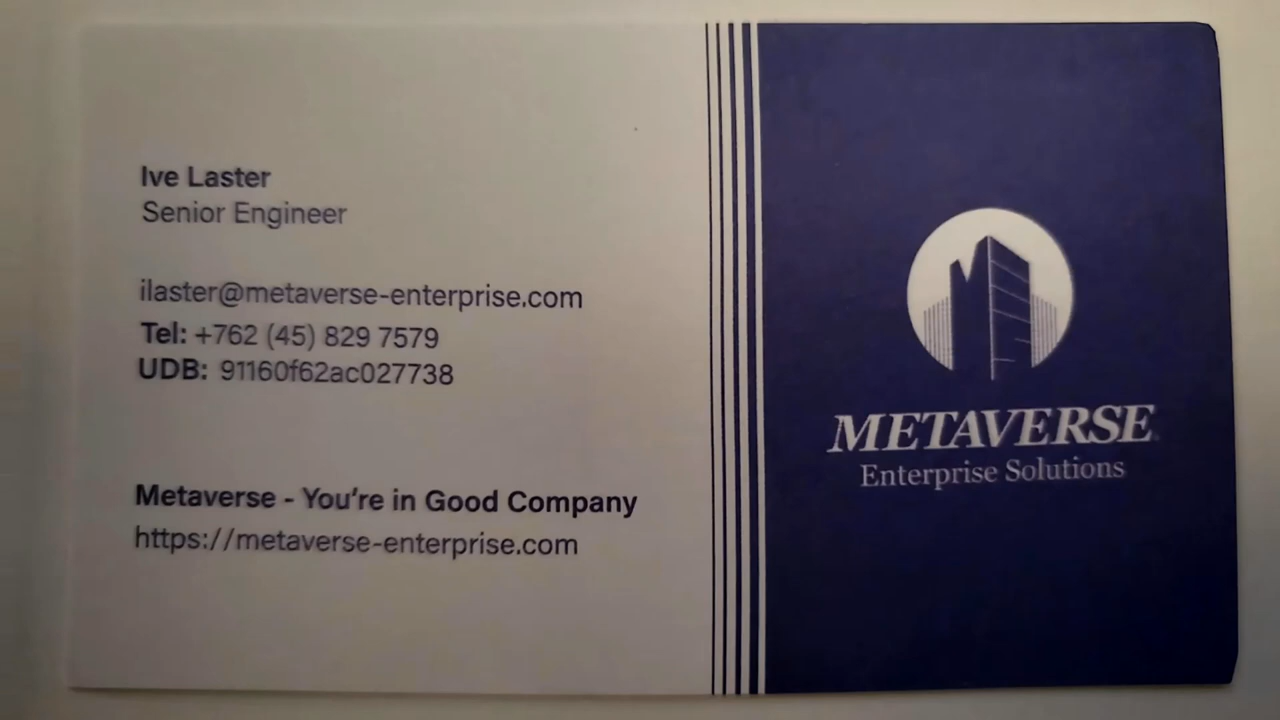 Ive Laster
Senior Engineer
ilaster@metaverse-enterprise.com
Tel: +762 (45) 829 7579
UDB: 91160f62ac027738
Metaverse - You're in Good Company
https://metaverse-enterprise.com
METAVERSE
Enterprise Solutions